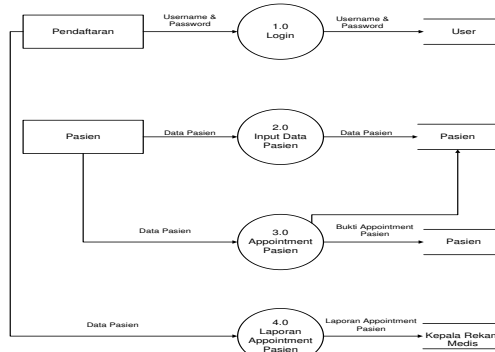 Pendaftaran
Username &
Password
1.0
Login
Username &
Password
User
Pasien
Data Pasien
2.0
Input Data
Pasien
Data Pasien
Pasien
Data Pasien
3.0
Appointment
Pasien
Bukti Appointment
Pasien
Pasien
Data Pasien
4.0
Laporan
Appointment
Pasien
Laporan Appointment
Pasien
Kepala Rekam
Medis